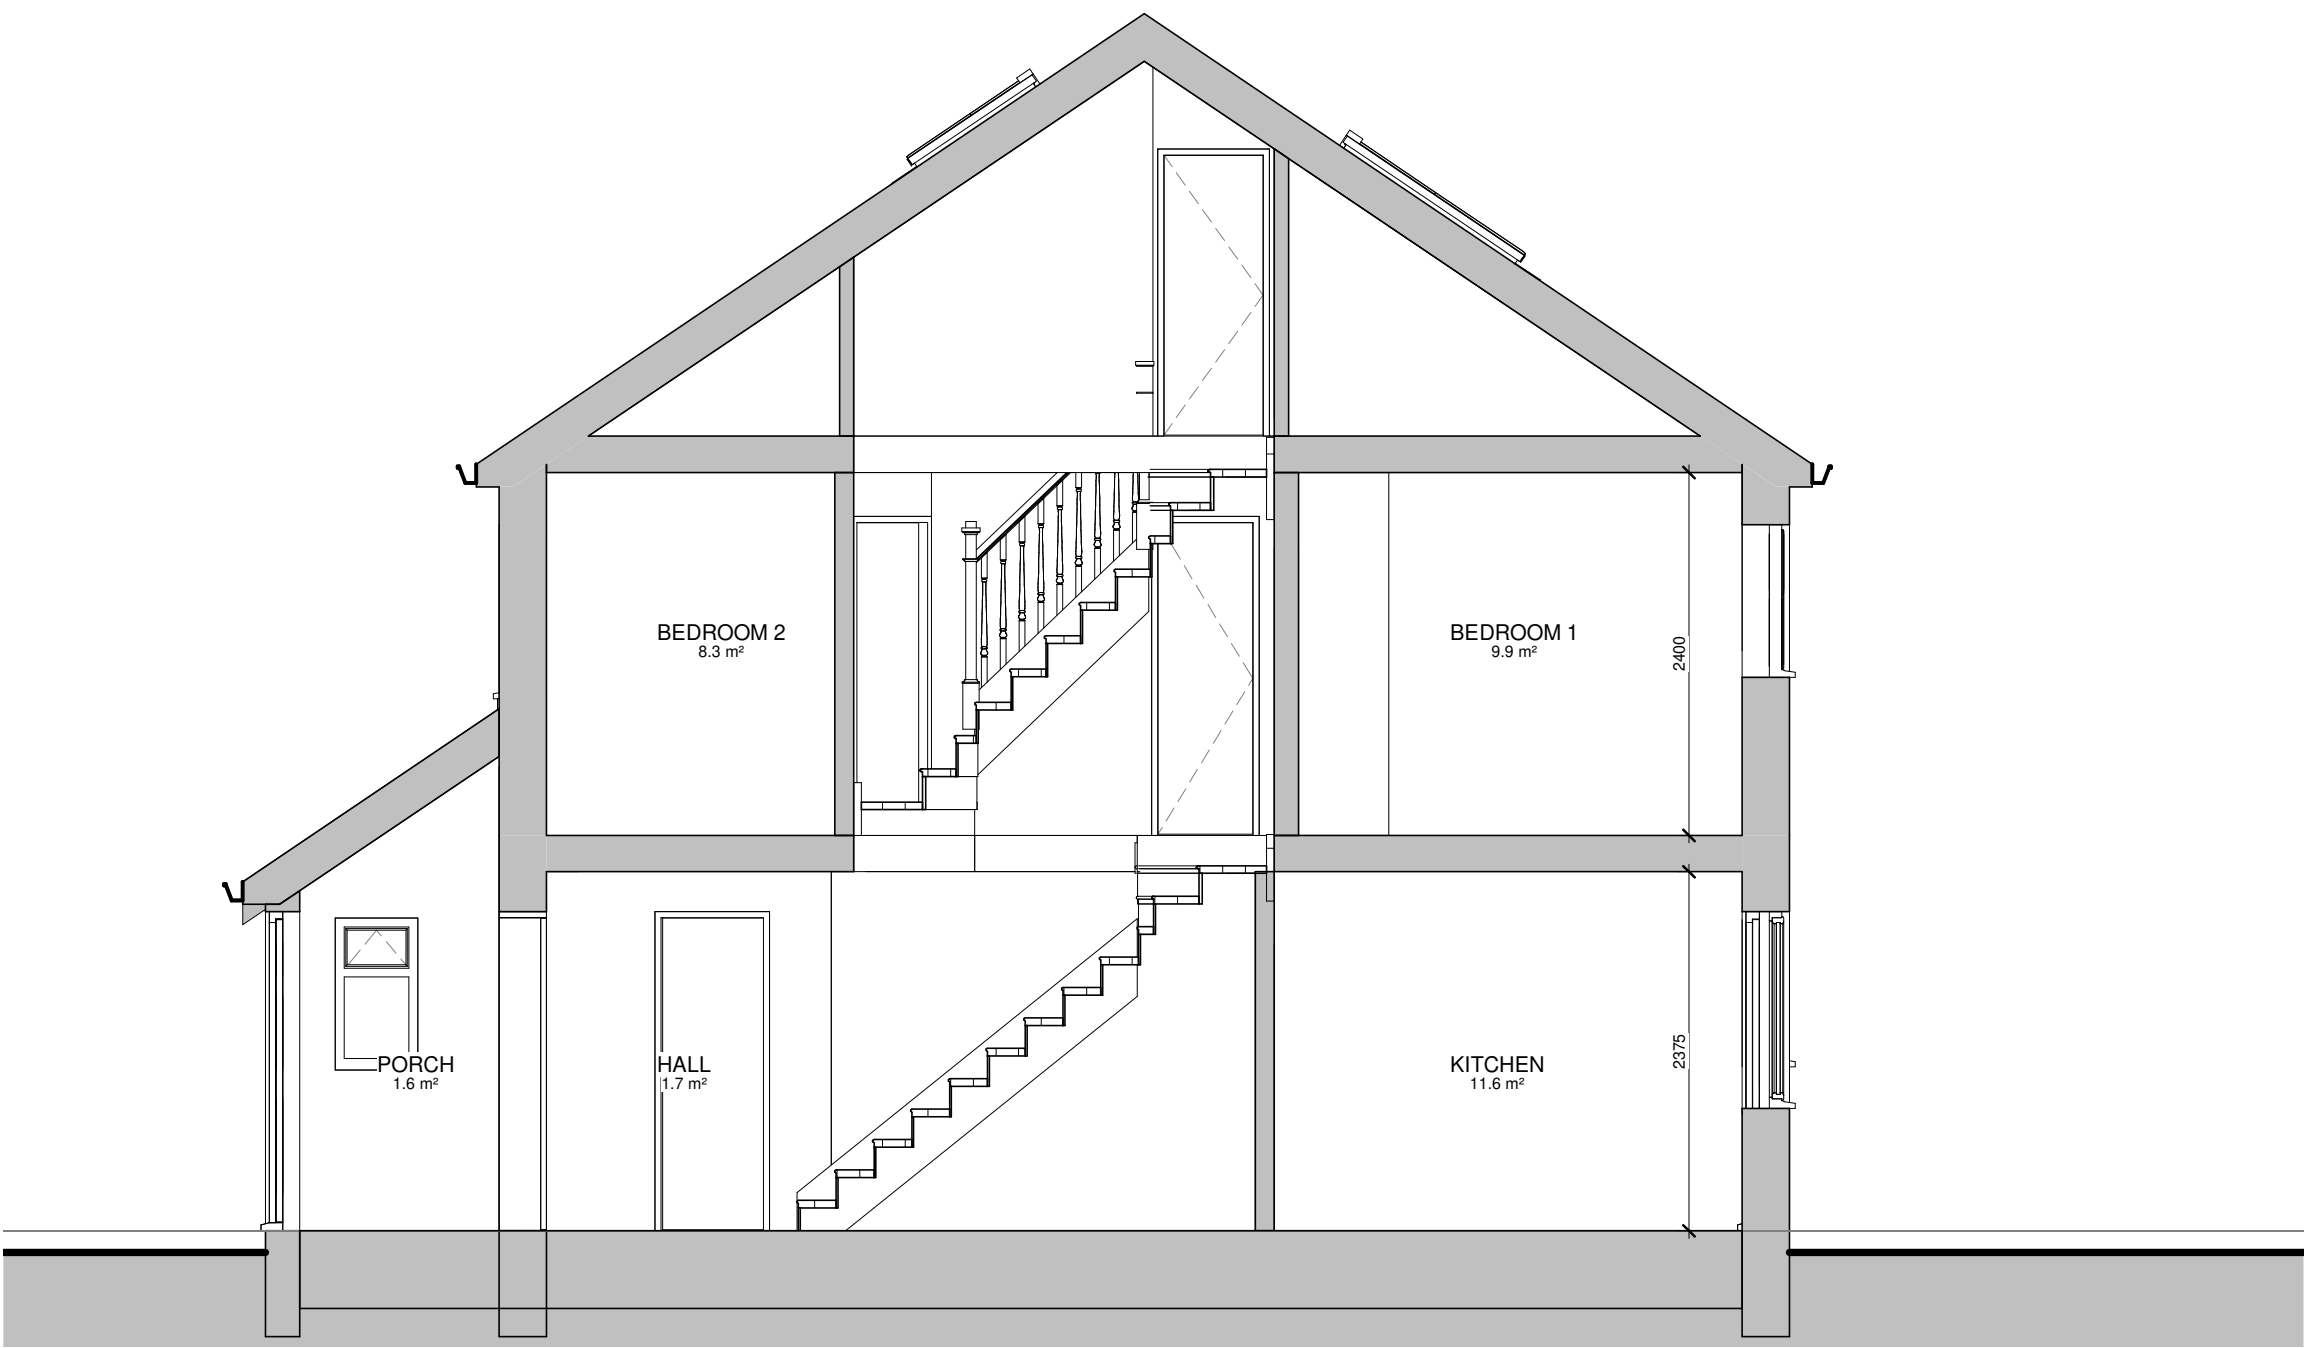 BEDROOM 2
8.3 m²
BEDROOM 1
9.9 m²
2400
PORCH
1.6 m²
HALL
1.7 m²
KITCHEN
11.6 m²
2375